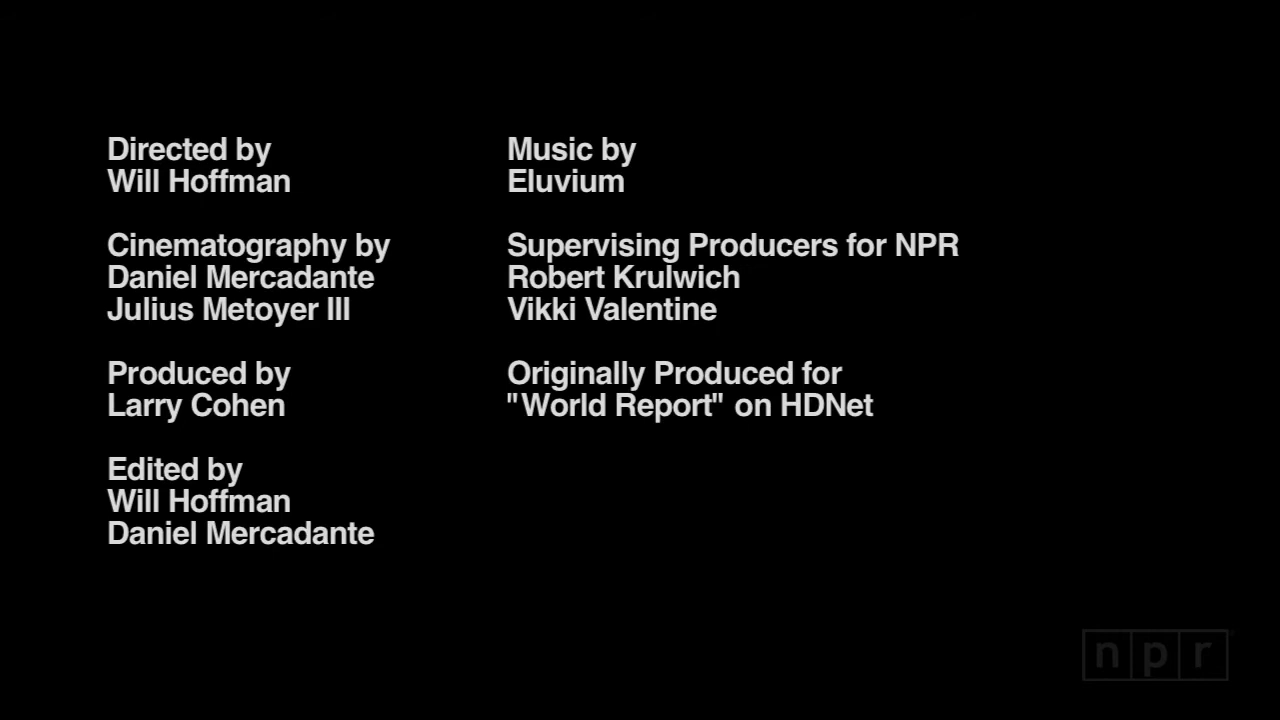 Directed by
Will Hoffman
Cinematography by
Daniel Mercadante
Julius Metoyer III
Produced by
Larry Cohen
Edited by
Will Hoffman
Daniel Mercadante
Music by
Eluvium
Supervising Producers for NPR
Robert Krulwich
Vikki Valentine
Originally Produced for
"World Report" on HDNet
npr